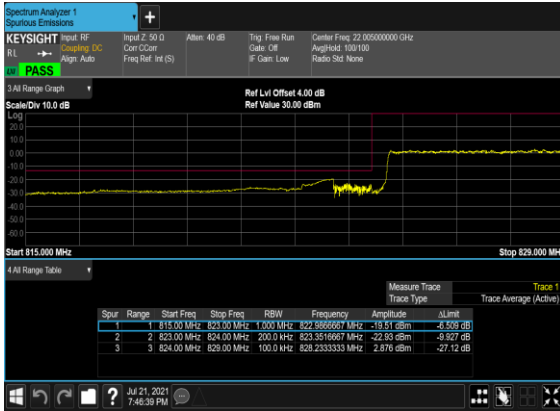 Spectrum Analyzer 1
Spurious Emissions
+
KEYSIGHT Input: RF Input Z: 50 Ω Atten: 40 dB Trig: Free Run Center Freq: 22.005000000 GHz
RL Coupling: DC Corr CCorr Gate: Off Avg|Hold: 100/100
Align: Auto Freq Ref: Int (S) IF Gain: Low Radio Std: None
PASS
3 All Range Graph
Ref Lvl Offset 4.00 dB
Scale/Div 10.0 dB Ref Value 30.00 dBm
Log
20.0
10.0
0.00
-10.0
-20.0
-30.0
-40.0
-50.0
-60.0
Start 815.000 MHz Stop 829.000 MH
4 All Range Table
Measure Trace Trace 1
Trace Type Trace Average (Active)
Spur Range Start Freq Stop Freq RBW Frequency Amplitude ΔLimit
1 1 815.00 MHz 823.00 MHz 1.000 MHz 822.9866667 MHz -19.51 dBm -6.509 dB
2 2 823.00 MHz 824.00 MHz 200.0 kHz 823.3516667 MHz -22.93 dBm -9.927 dB
3 3 824.00 MHz 829.00 MHz 100.0 kHz 828.2333333 MHz 2.876 dBm -27.12 dB
? Jul 21, 2021
7:46:39 PM